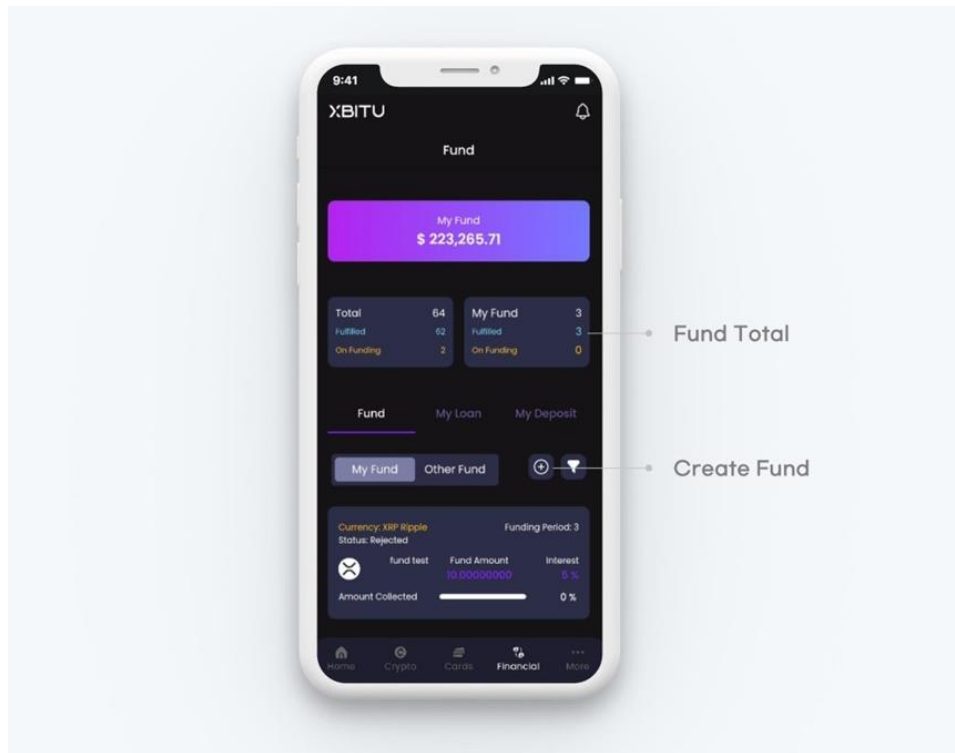 9:41
XBITU
Fund
My Fund
$ 223,265.71
Total 64
Fulfilled 62
On Funding 2
My Fund 3
Fulfilled 3
On Funding 0
Fund Total
Fund My Loan My Deposit
My Fund Other Fund
Create Fund
Currency: XRP Ripple Funding Period: 3
Status: Rejected
fund test Fund Amount Interest
10.00000000 5 %
Amount Collected 0 %
Home Crypto Cards Financial More